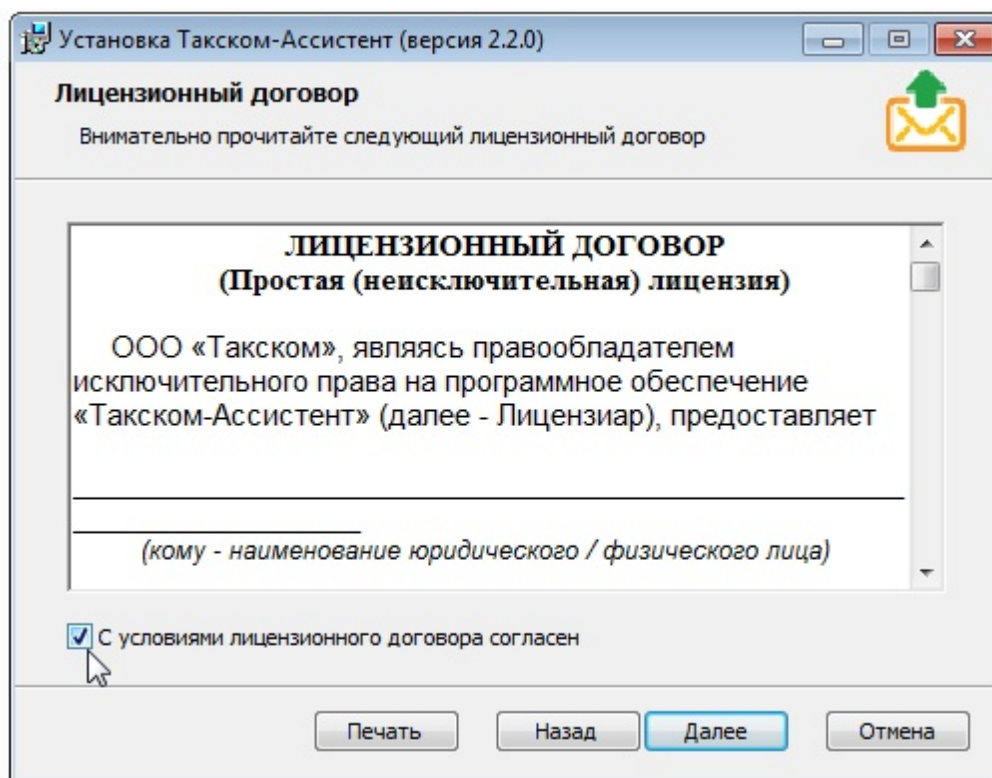 Установка Такском-Ассистент (версия 2.2.0)
Лицензионный договор
Внимательно прочитайте следующий лицензионный договор
ЛИЦЕНЗИОННЫЙ ДОГОВОР
(Простая (неисключительная) лицензия)
ООО «Такском», являясь правообладателем
исключительного права на программное обеспечение
«Такском-Ассистент» (далее - Лицензиар), предоставляет
(кому - наименование юридического / физического лица)
С условиями лицензионного договора согласен
Печать Назад Далее Отмена